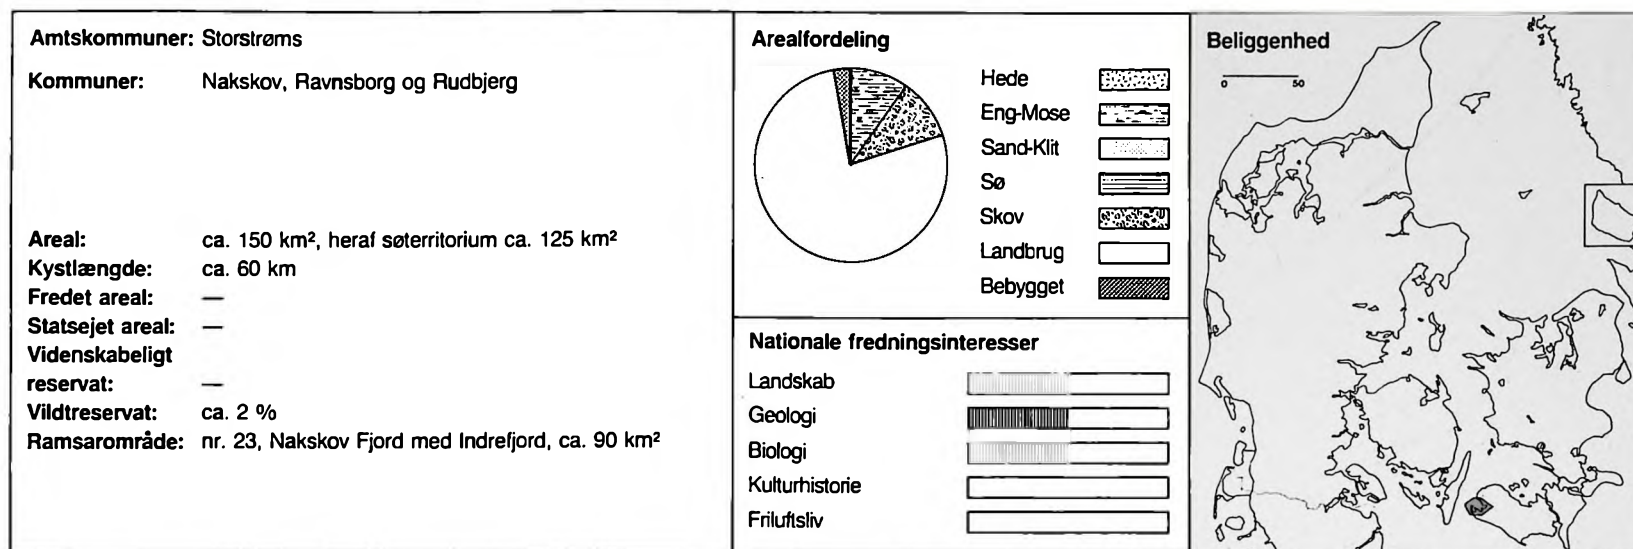 Amtskommuner: Storstrøms
Kommuner: Nakskov, Ravnsborg og Rudbjerg
Areal: ca. 150 km², heraf søterritorium ca. 125 km²
Kystlængde: ca. 60 km
Fredet areal: —
Statsejet areal: —
Videnskabeligt
reservat: —
Vildtreservat: ca. 2 %
Ramsarområde: nr. 23, Nakskov Fjord med Indrefjord, ca. 90 km²
Arealfordeling
Hede
Eng-Mose
Sand-Klit
Sø
Skov
Landbrug
Bebygget
Nationale fredningsinteresser
Landskab
Geologi
Biologi
Kulturhistorie
Friluftsliv
Beliggenhed
0 50